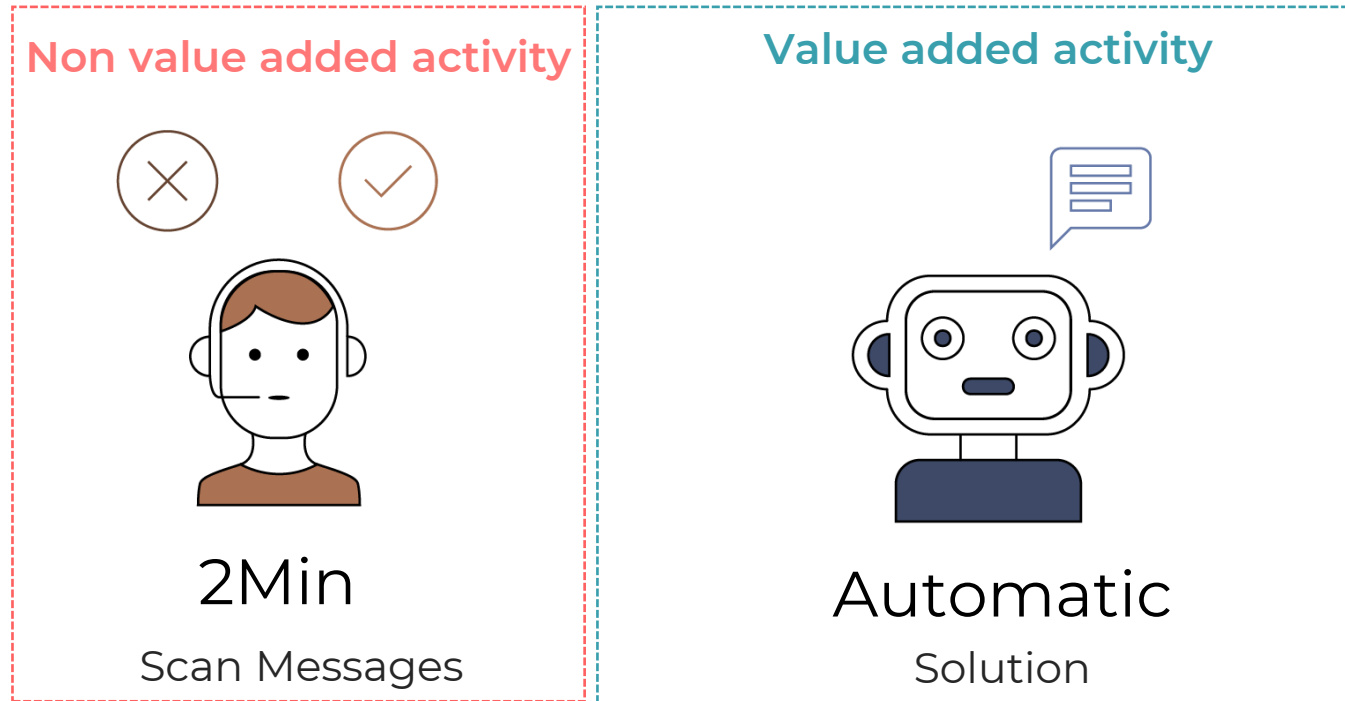 Non value added activity
2Min
Scan Messages
Value added activity
Automatic
Solution